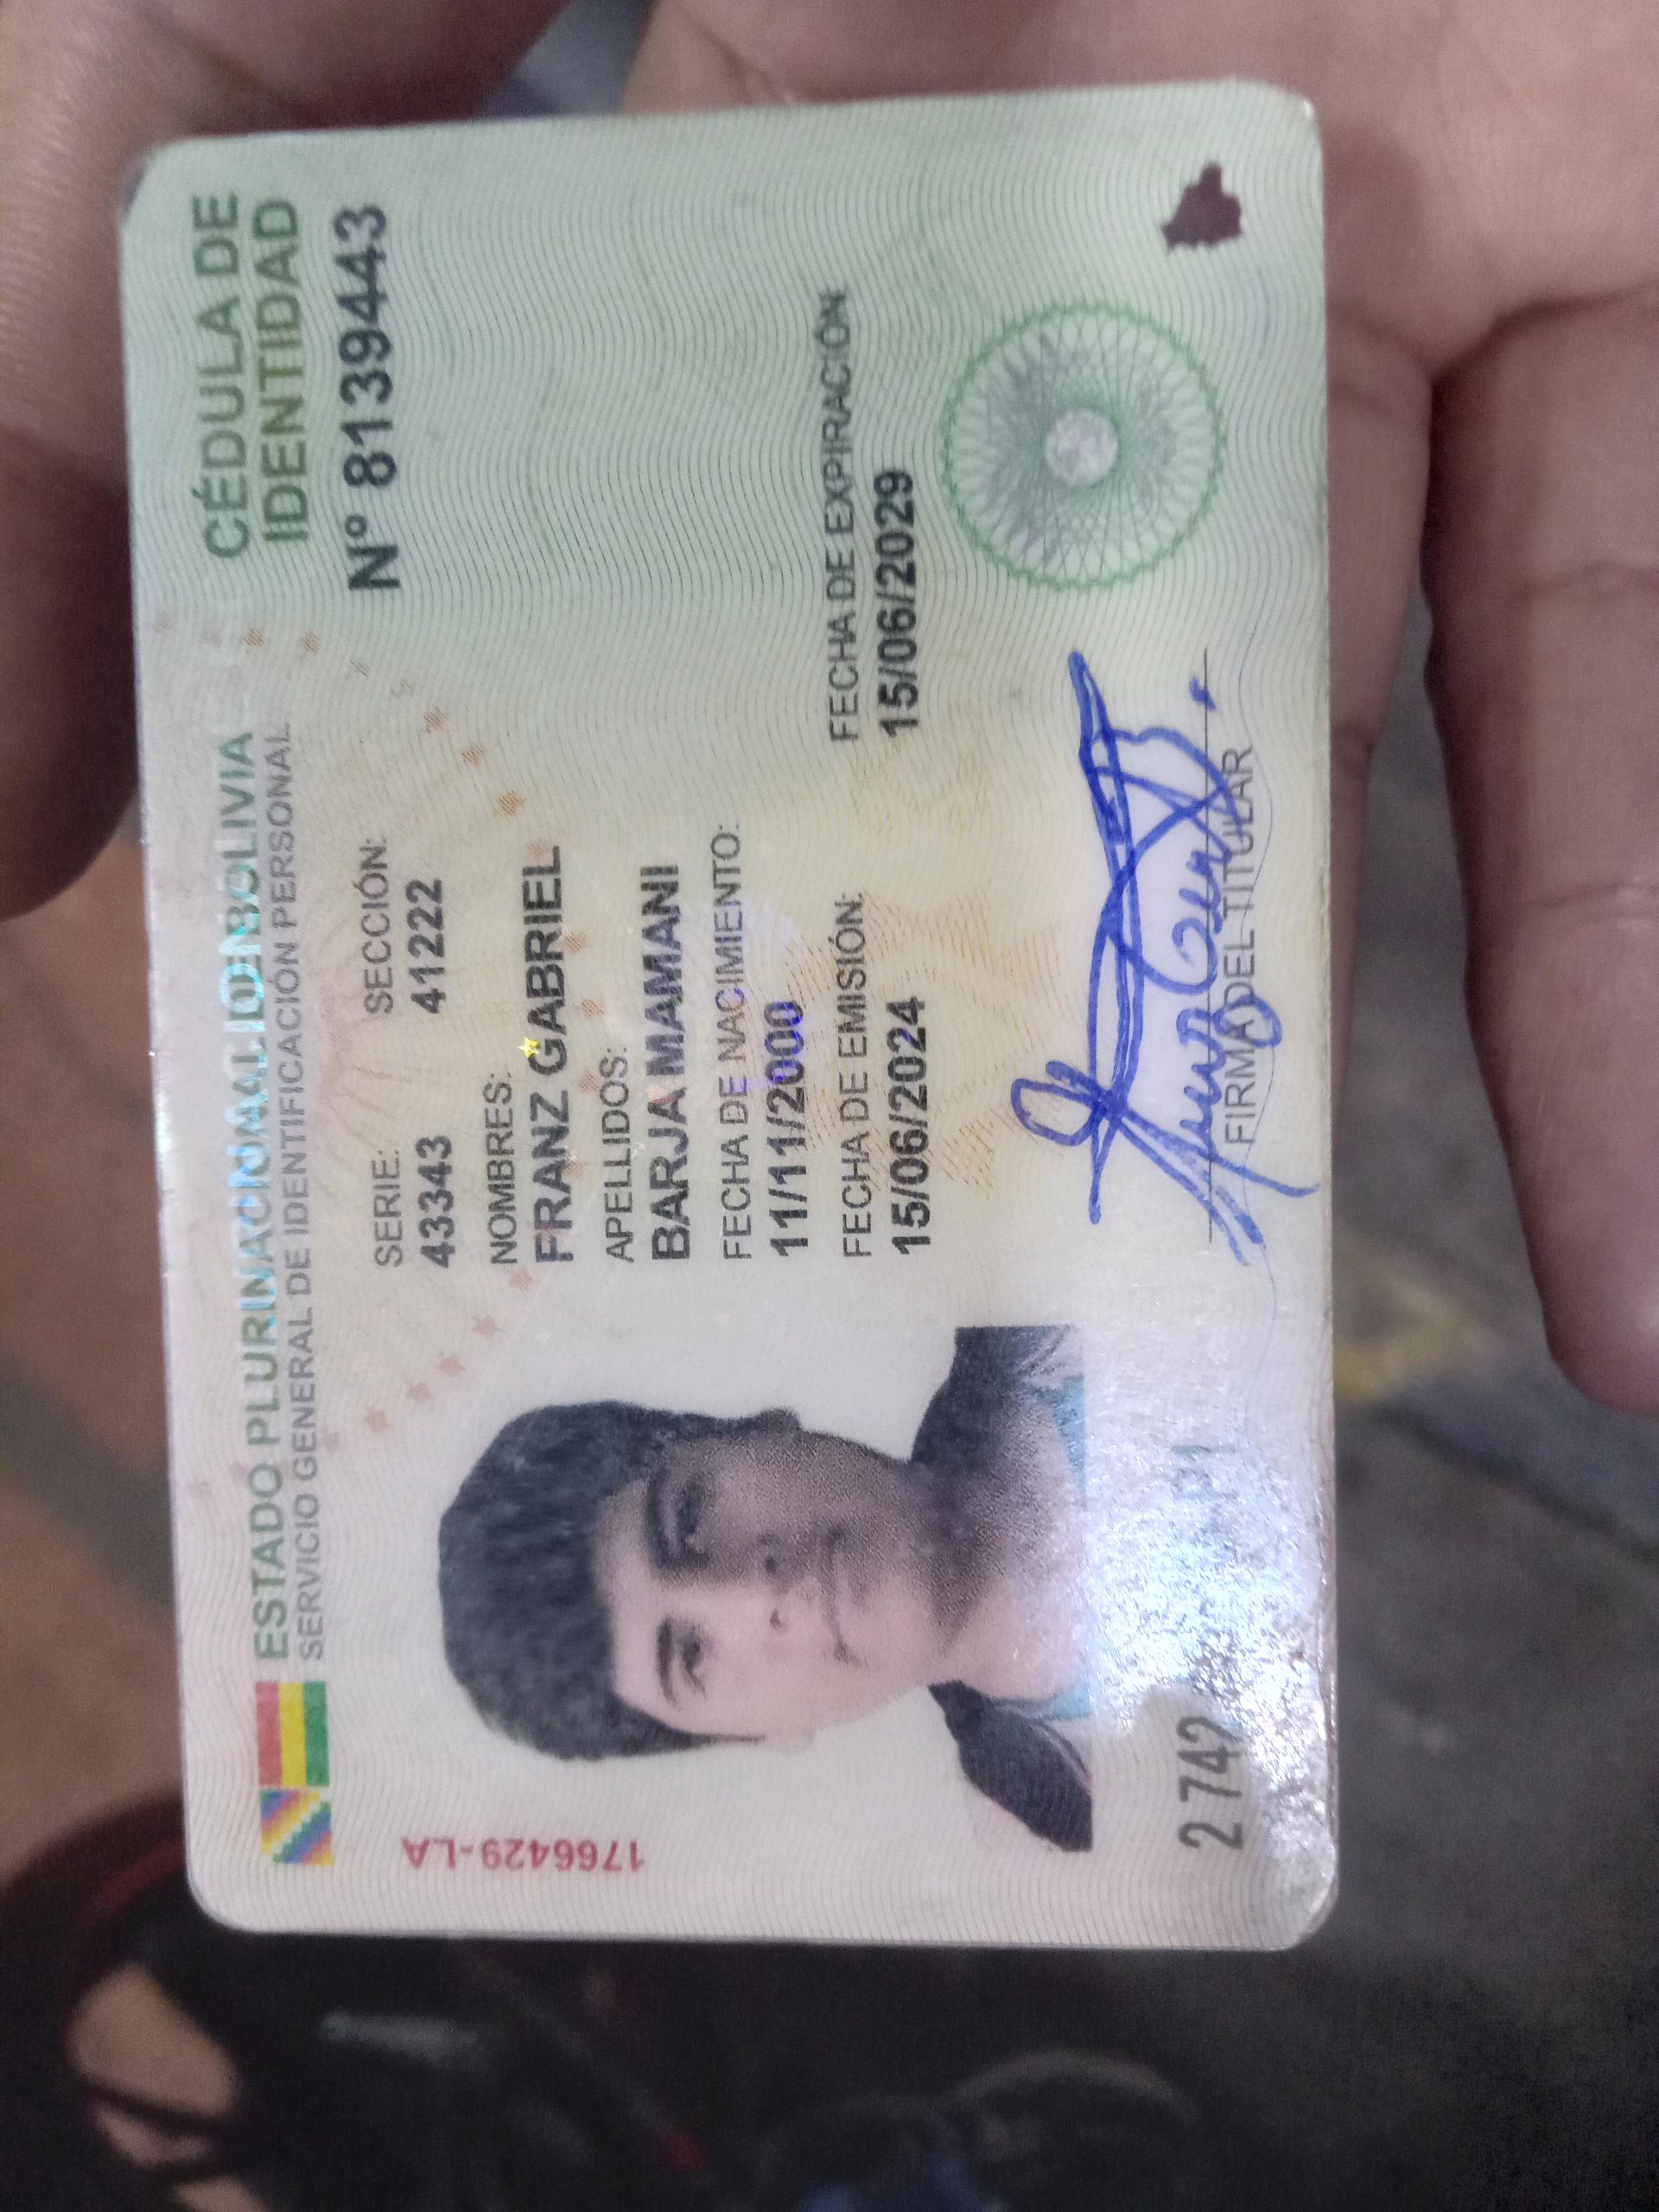 ESTADO PLURINACIONAL DE BOLIVIA
SERVICIO GENERAL DE IDENTIFICACIÓN PERSONAL
CÉDULA DE
IDENTIDAD
N° 8139443
SERIE: SECCIÓN:
43343 41222
NOMBRES:
FRANZ GABRIEL
APELLIDOS:
BARJA MAMANI
FECHA DE NACIMIENTO:
11/11/2000
FECHA DE EMISIÓN: FECHA DE EXPIRACIÓN
15/06/2024 15/06/2029
FIRMA DEL TITULAR
1766429-LA
2742